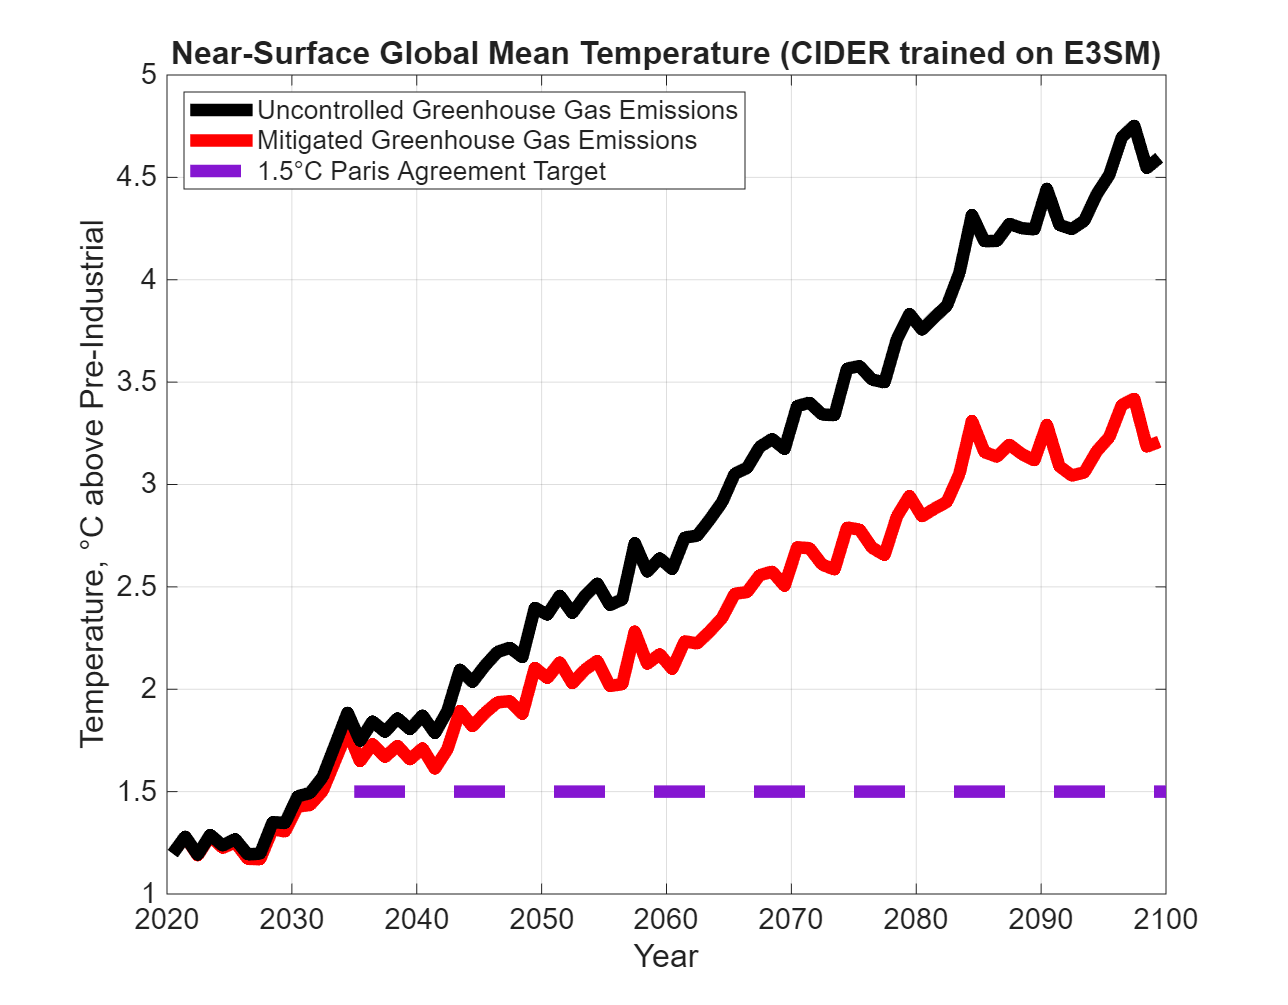 Near-Surface Global Mean Temperature (CIDER trained on E3SM)
Uncontrolled Greenhouse Gas Emissions
Mitigated Greenhouse Gas Emissions
1.5°C Paris Agreement Target
Temperature, °C above Pre-Industrial
5
4.5
4
3.5
3
2.5
2
1.5
1
2020 2030 2040 2050 2060 2070 2080 2090 2100
Year